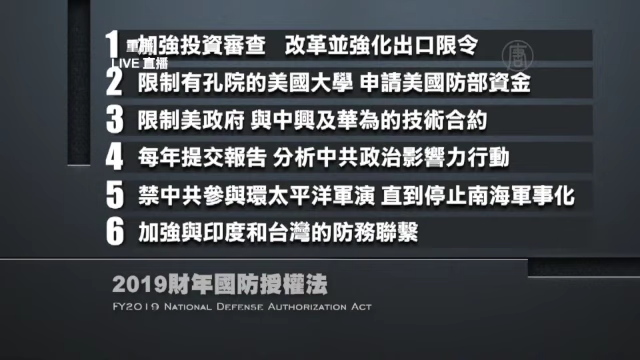 重播
LIVE 直播
1 加強投資審查 改革並強化出口限令
2 限制有孔院的美國大學 申請美國防部資金
3 限制美政府 與中興及華為的技術合約
4 每年提交報告 分析中共政治影響力行動
5 禁中共參與環太平洋軍演 直到停止南海軍事化
6 加強與印度和台灣的防務聯繫
唐
2019財年國防授權法
FY2019 National Defense Authorization Act